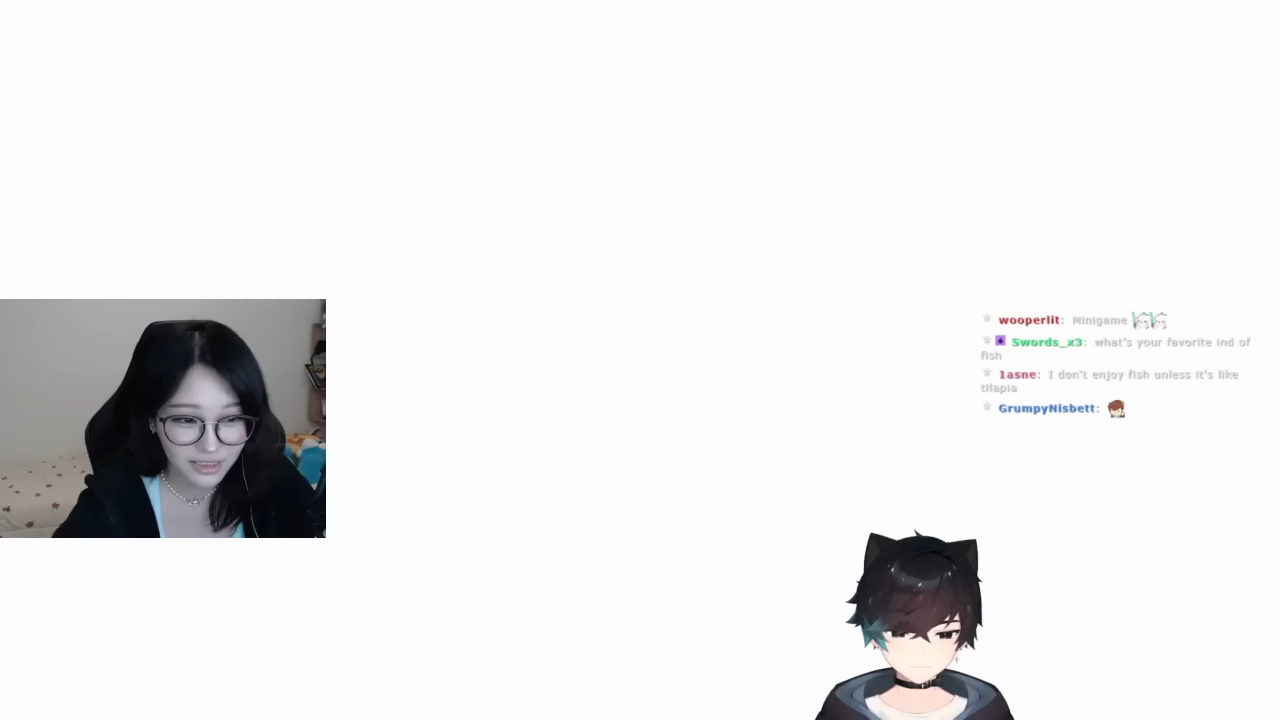 wooperlit: Minigame
Swords_x3: what's your favorite ind of
fish
1asne: I don't enjoy fish unless it's like
tilapia
GrumpyNisbett: